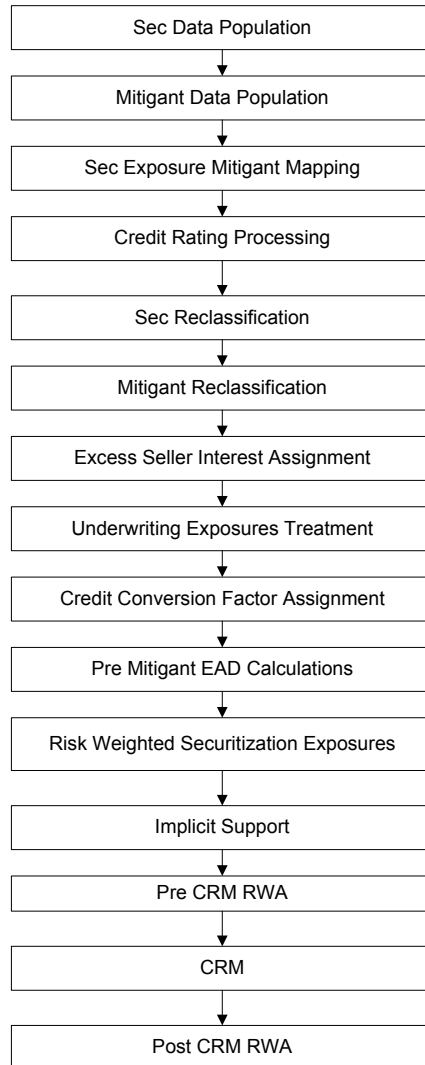 Sec Data Population
Mitigant Data Population
Sec Exposure Mitigant Mapping
Credit Rating Processing
Sec Reclassification
Mitigant Reclassification
Excess Seller Interest Assignment
Underwriting Exposures Treatment
Credit Conversion Factor Assignment
Pre Mitigant EAD Calculations
Risk Weighted Securitization Exposures
Implicit Support
Pre CRM RWA
CRM
Post CRM RWA